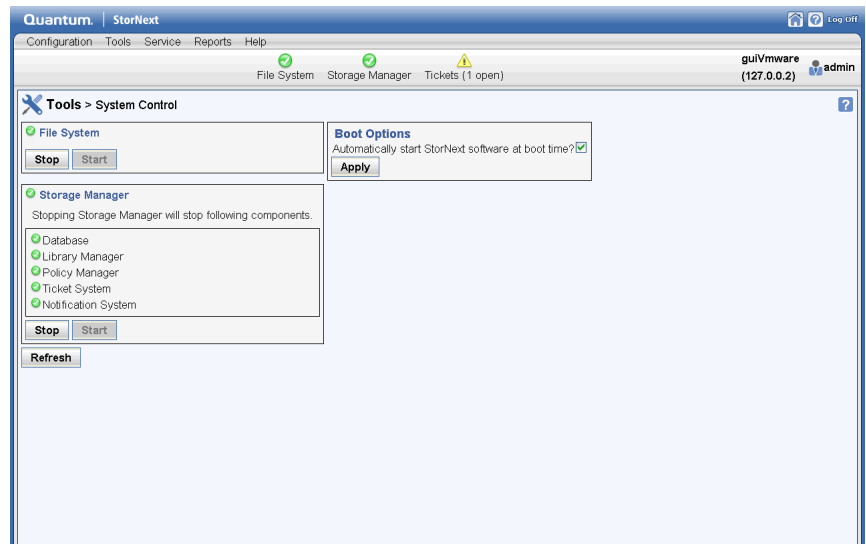 Quantum. StorNext
Log Off
Configuration Tools Service Reports Help
File System Storage Manager Tickets (1 open)
guiVmware
(127.0.0.2)
admin
Tools > System Control
?
File System
Stop Start
Boot Options
Automatically start StorNext software at boot time?
Apply
Storage Manager
Stopping Storage Manager will stop following components.
Database
Library Manager
Policy Manager
Ticket System
Notification System
Stop Start
Refresh